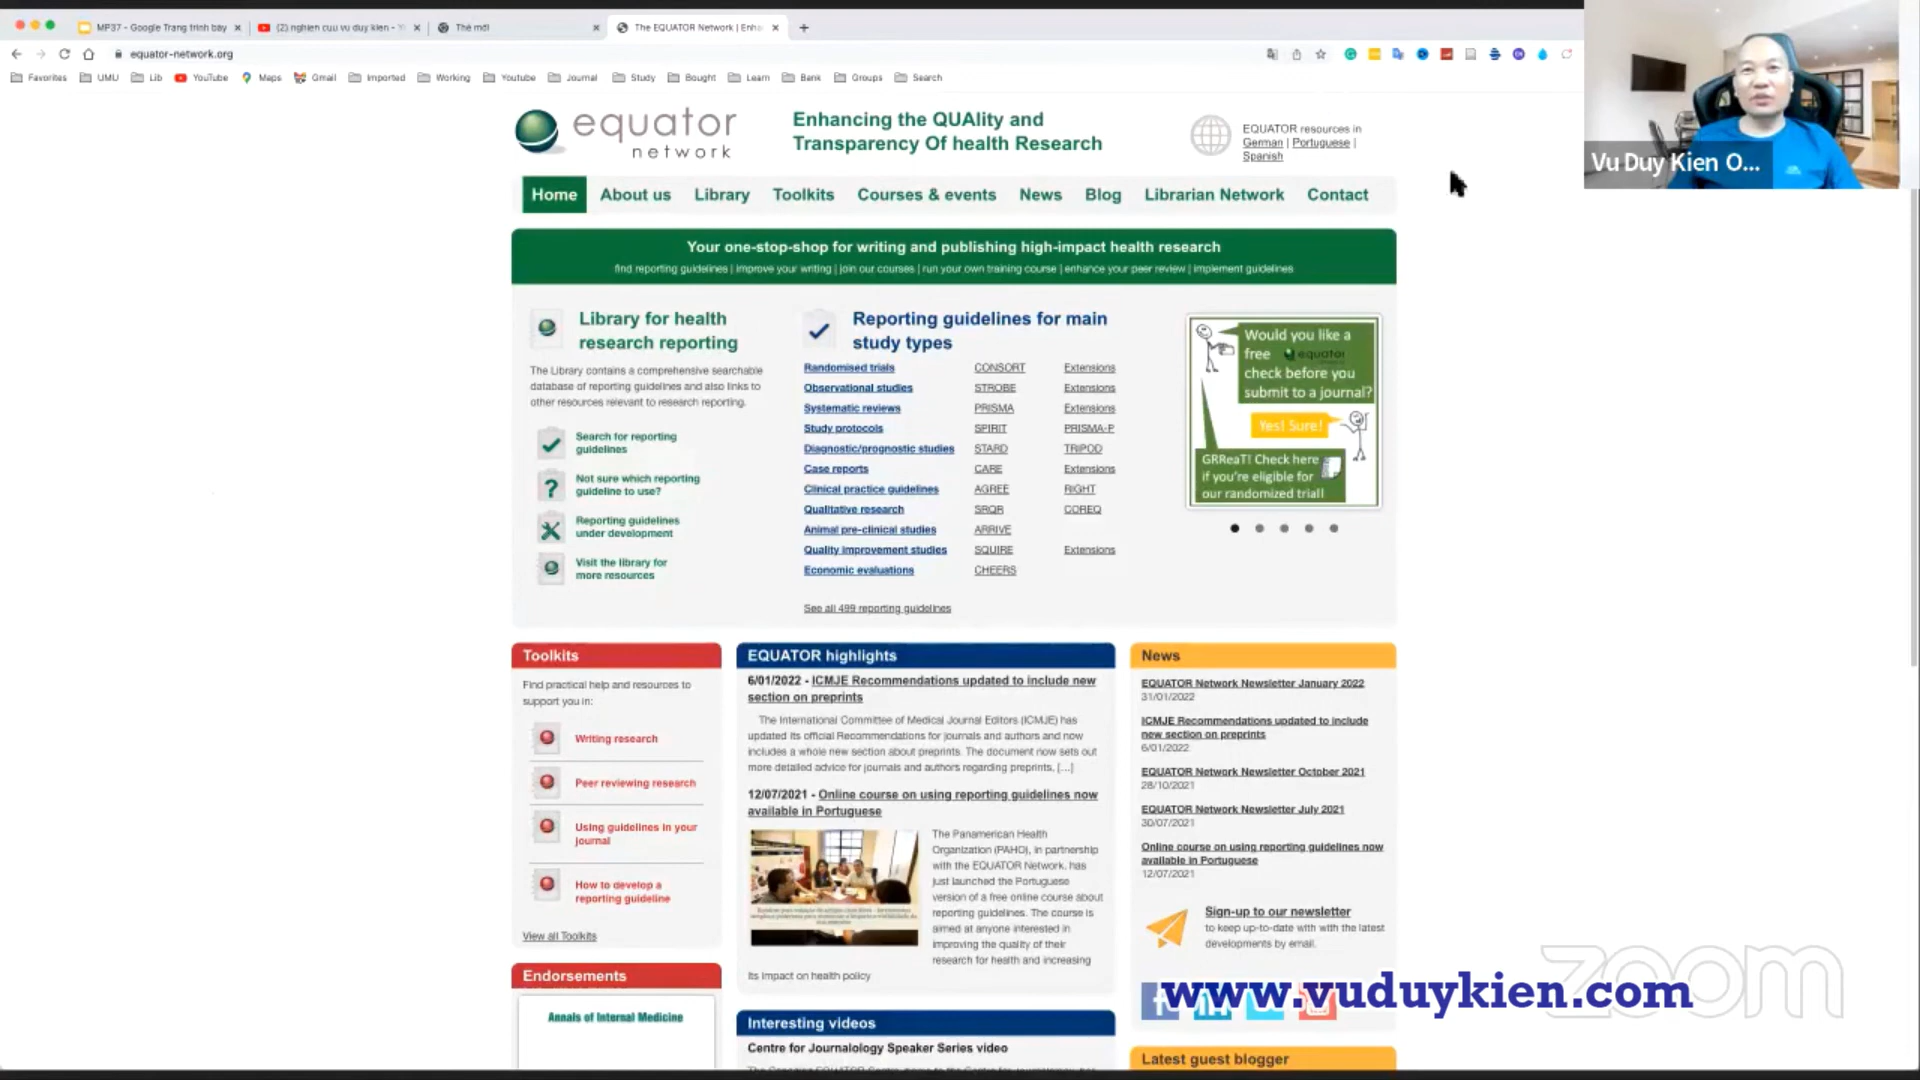 MP37 - Google Trang trình bày
(2) nghien cuu vu duy kien -
Thẻ mới
The EQUATOR Network | Enha
equator-network.org
Favorites
UMU
Lib
YouTube
Maps
Gmail
Imported
Working
Youtube
Journal
Study
Bought
Learn
Bank
Groups
Search
Vu Duy Kien O...
equator
network
Enhancing the QUAlity and
Transparency Of health Research
EQUATOR resources in
German | Portuguese |
Spanish
Home
About us
Library
Toolkits
Courses & events
News
Blog
Librarian Network
Contact
Your one-stop-shop for writing and publishing high-impact health research
find reporting guidelines | improve your writing | join our courses | run your own training course | enhance your peer review | implement guidelines
Library for health
research reporting
The Library contains a comprehensive searchable
database of reporting guidelines and also links to
other resources relevant to research reporting.
Search for reporting
guidelines
Not sure which reporting
guideline to use?
Reporting guidelines
under development
Visit the library for
more resources
Reporting guidelines for main
study types
Randomised trials CONSORT Extensions
Observational studies STROBE Extensions
Systematic reviews PRISMA Extensions
Study protocols SPIRIT PRISMA-P
Diagnostic/prognostic studies STARD TRIPOD
Case reports CARE Extensions
Clinical practice guidelines AGREE RIGHT
Qualitative research SRQR COREQ
Animal pre-clinical studies ARRIVE
Quality improvement studies SQUIRE Extensions
Economic evaluations CHEERS
See all 499 reporting guidelines
Would you like a
free equator
check before you
submit to a journal?
Yes! Sure!
GRReaT! Check here
if you're eligible for
our randomized trial!
Toolkits
Find practical help and resources to
support you in:
Writing research
Peer reviewing research
Using guidelines in your
journal
How to develop a
reporting guideline
View all Toolkits
Endorsements
Annals of Internal Medicine
EQUATOR highlights
6/01/2022 - ICMJE Recommendations updated to include new
section on preprints
The International Committee of Medical Journal Editors (ICMJE) has
updated its official Recommendations for journals and authors and now
includes a whole new section about preprints. The document now sets out
more detailed advice for journals and authors regarding preprints, [...]
12/07/2021 - Online course on using reporting guidelines now
available in Portuguese
The Panamerican Health
Organization (PAHO), in partnership
with the EQUATOR Network, has
just launched the Portuguese
version of a free online course about
reporting guidelines. The course is
aimed at anyone interested in
improving the quality of their
research for health and increasing
its impact on health policy
Interesting videos
Centre for Journalology Speaker Series video
News
EQUATOR Network Newsletter January 2022
31/01/2022
ICMJE Recommendations updated to include
new section on preprints
6/01/2022
EQUATOR Network Newsletter October 2021
28/10/2021
EQUATOR Network Newsletter July 2021
30/07/2021
Online course on using reporting guidelines now
available in Portuguese
12/07/2021
Sign-up to our newsletter
to keep up-to-date with with the latest
developments by email.
zoom
www.vuduykien.com
Latest guest blogger